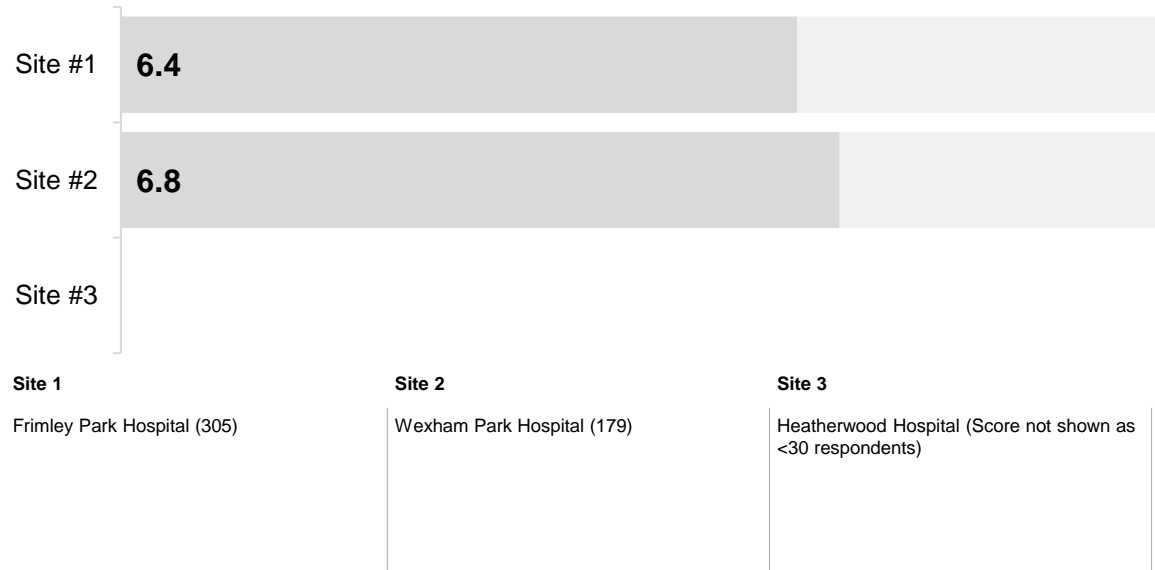 Site #1
6.4
Site #2
6.8
Site #3
Site 1
Frimley Park Hospital (305)
Site 2
Wexham Park Hospital (179)
Site 3
Heatherwood Hospital (Score not shown as
<30 respondents)